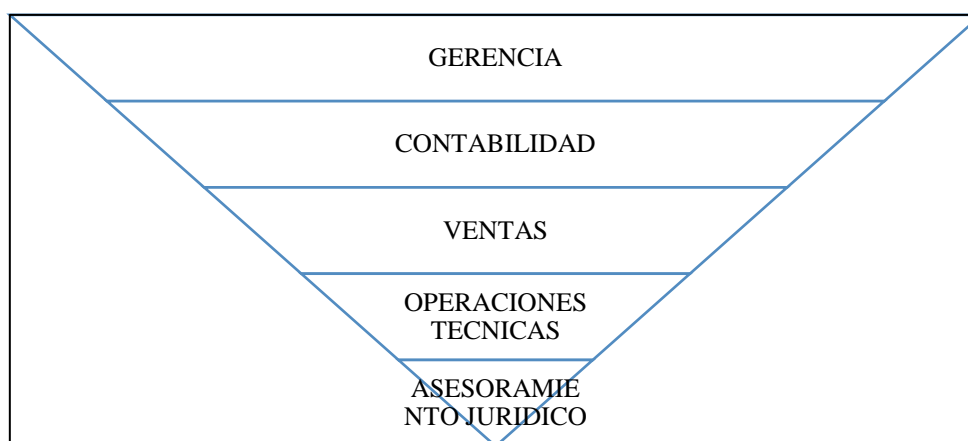 GERENCIA
CONTABILIDAD
VENTAS
OPERACIONES
TECNICAS
ASESORAMIE
NTO JURIDICO